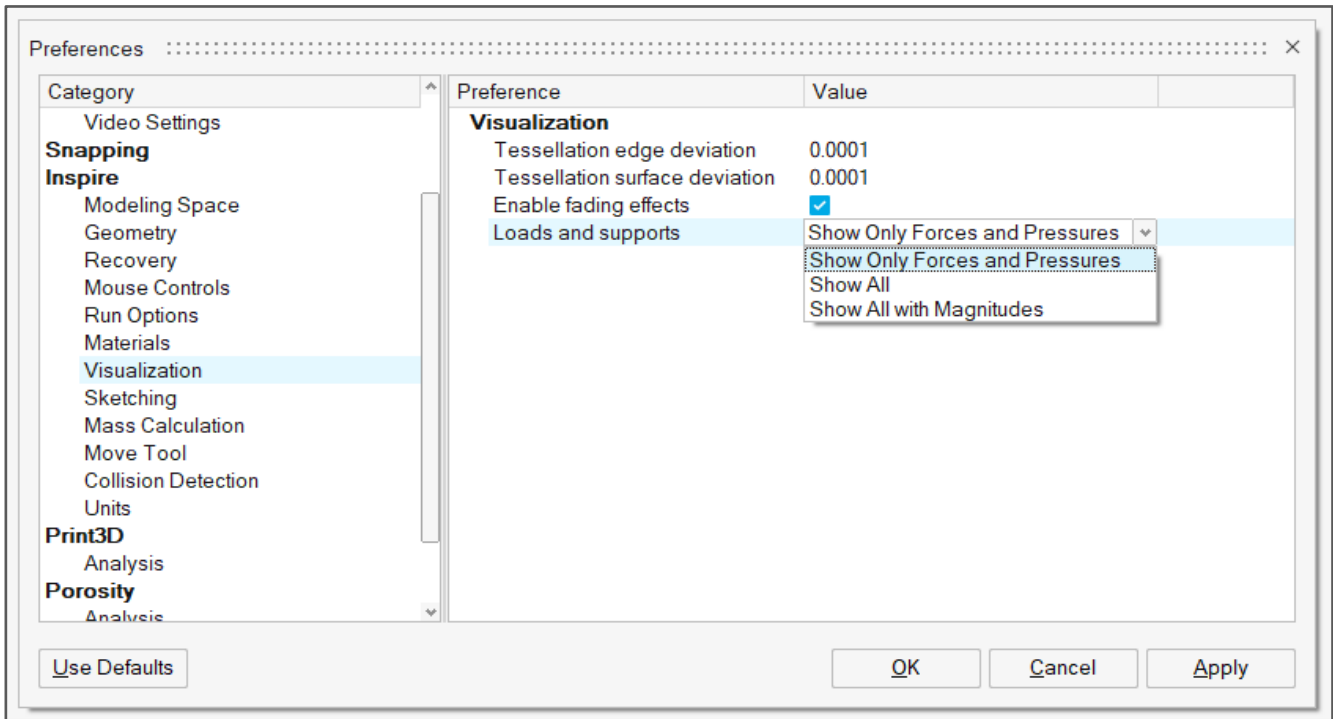 Preferences
Category
Video Settings
Snapping
Inspire
Modeling Space
Geometry
Recovery
Mouse Controls
Run Options
Materials
Visualization
Sketching
Mass Calculation
Move Tool
Collision Detection
Units
Print3D
Analysis
Porosity
Analysis
Preference Value
Visualization
Tessellation edge deviation 0.0001
Tessellation surface deviation 0.0001
Enable fading effects
Loads and supports Show Only Forces and Pressures
Show Only Forces and Pressures
Show All
Show All with Magnitudes
Use Defaults OK Cancel Apply